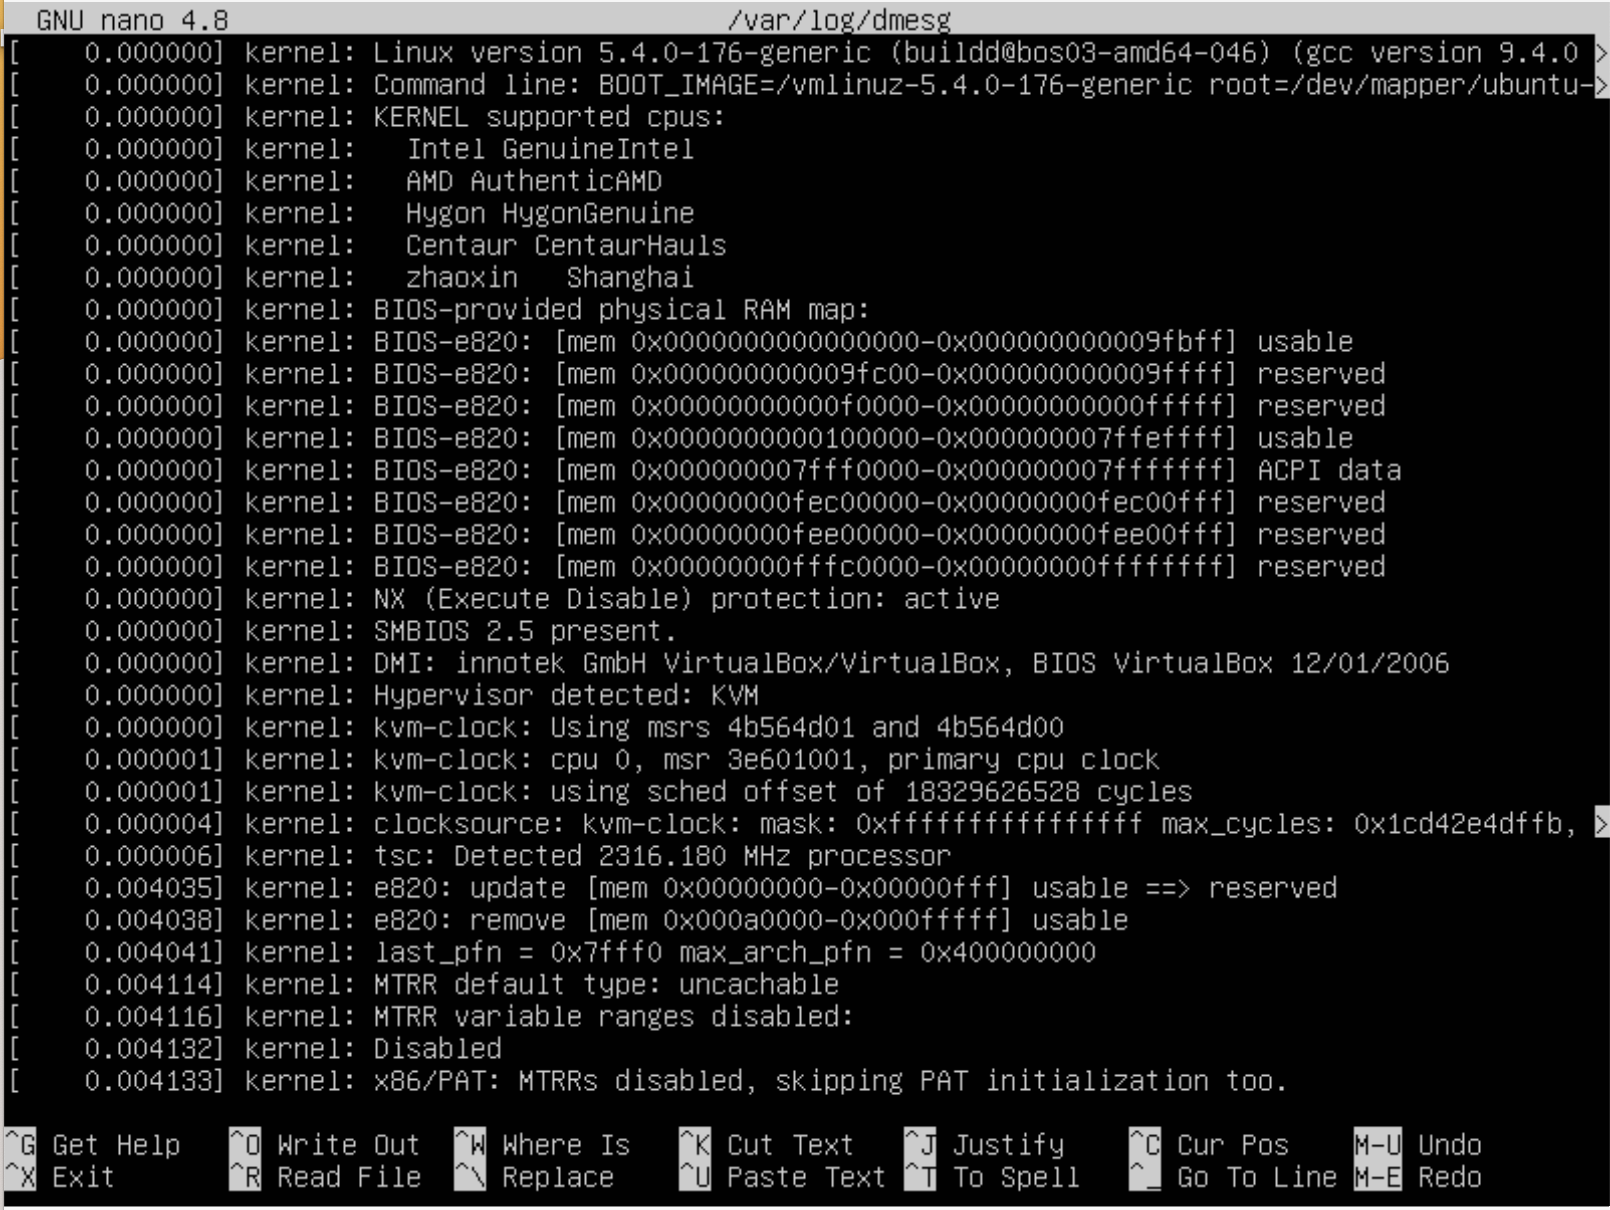 GNU nano 4.8 /var/log/dmesg
[    0.000000] kernel: Linux version 5.4.0-176-generic (buildd@bos03-amd64-046) (gcc version 9.4.0 >
[    0.000000] kernel: Command line: BOOT_IMAGE=/vmlinuz-5.4.0-176-generic root=/dev/mapper/ubuntu->
[    0.000000] kernel: KERNEL supported cpus:
[    0.000000] kernel:   Intel GenuineIntel
[    0.000000] kernel:   AMD AuthenticAMD
[    0.000000] kernel:   Hygon HygonGenuine
[    0.000000] kernel:   Centaur CentaurHauls
[    0.000000] kernel:   zhaoxin   Shanghai
[    0.000000] kernel: BIOS-provided physical RAM map:
[    0.000000] kernel: BIOS-e820: [mem 0x0000000000000000-0x000000000009fbff] usable
[    0.000000] kernel: BIOS-e820: [mem 0x000000000009fc00-0x000000000009ffff] reserved
[    0.000000] kernel: BIOS-e820: [mem 0x00000000000f0000-0x00000000000fffff] reserved
[    0.000000] kernel: BIOS-e820: [mem 0x0000000000100000-0x000000007ffeffff] usable
[    0.000000] kernel: BIOS-e820: [mem 0x000000007fff0000-0x000000007fffffff] ACPI data
[    0.000000] kernel: BIOS-e820: [mem 0x00000000fec00000-0x00000000fec00fff] reserved
[    0.000000] kernel: BIOS-e820: [mem 0x00000000fee00000-0x00000000fee00fff] reserved
[    0.000000] kernel: BIOS-e820: [mem 0x00000000fffc0000-0x00000000ffffffff] reserved
[    0.000000] kernel: NX (Execute Disable) protection: active
[    0.000000] kernel: SMBIOS 2.5 present.
[    0.000000] kernel: DMI: innotek GmbH VirtualBox/VirtualBox, BIOS VirtualBox 12/01/2006
[    0.000000] kernel: Hypervisor detected: KVM
[    0.000000] kernel: kvm-clock: Using msrs 4b564d01 and 4b564d00
[    0.000001] kernel: kvm-clock: cpu 0, msr 3e601001, primary cpu clock
[    0.000001] kernel: kvm-clock: using sched offset of 18329626528 cycles
[    0.000004] kernel: clocksource: kvm-clock: mask: 0xffffffffffffffff max_cycles: 0x1cd42e4dffb, >
[    0.000006] kernel: tsc: Detected 2316.180 MHz processor
[    0.004035] kernel: e820: update [mem 0x00000000-0x00000fff] usable ==> reserved
[    0.004038] kernel: e820: remove [mem 0x000a0000-0x000fffff] usable
[    0.004041] kernel: last_pfn = 0x7fff0 max_arch_pfn = 0x400000000
[    0.004114] kernel: MTRR default type: uncachable
[    0.004116] kernel: MTRR variable ranges disabled:
[    0.004132] kernel: Disabled
[    0.004133] kernel: x86/PAT: MTRRs disabled, skipping PAT initialization too.
^G Get Help ^O Write Out ^W Where Is ^K Cut Text ^J Justify ^C Cur Pos M-U Undo
^X Exit ^R Read File ^\ Replace ^U Paste Text ^T To Spell ^_ Go To Line M-E Redo